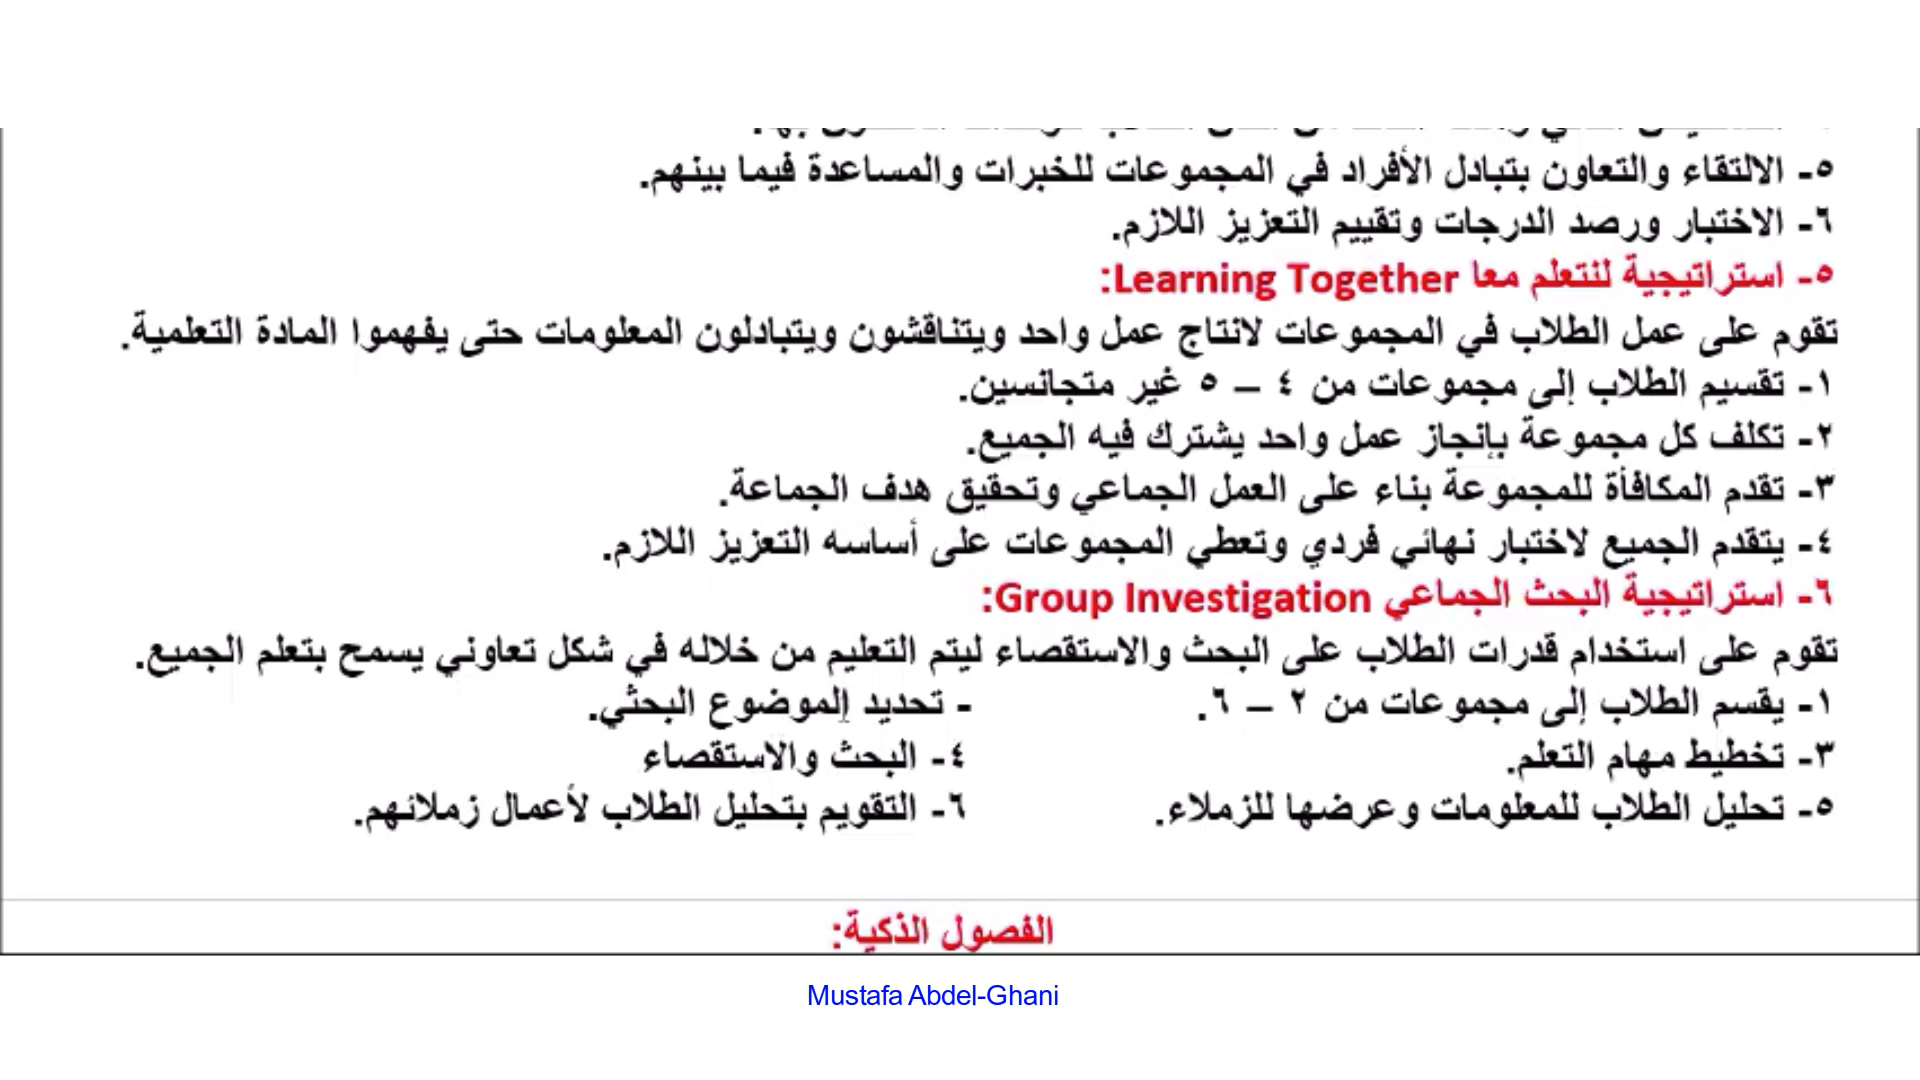 ٥- الالتقاء والتعاون بتبادل الأفراد في المجموعات للخبرات والمساعدة فيما بينهم.
٦- الاختبار ورصد الدرجات وتقييم التعزيز اللازم.
٥- استراتيجية لنتعلم معا Learning Together:
تقوم على عمل الطلاب في المجموعات لانتاج عمل واحد ويتناقشون ويتبادلون المعلومات حتى يفهموا المادة التعلمية.
١- تقسيم الطلاب إلى مجموعات من ٤ – ٥ غير متجانسين.
٢- تكلف كل مجموعة بإنجاز عمل واحد يشترك فيه الجميع.
٣- تقدم المكافأة للمجموعة بناء على العمل الجماعي وتحقيق هدف الجماعة.
٤- يتقدم الجميع لاختبار نهائي فردي وتعطي المجموعات على أساسه التعزيز اللازم.
٦- استراتيجية البحث الجماعي Group Investigation:
تقوم على استخدام قدرات الطلاب على البحث والاستقصاء ليتم التعليم من خلاله في شكل تعاوني يسمح بتعلم الجميع.
١- يقسم الطلاب إلى مجموعات من ٢ – ٦. - تحديد الموضوع البحثي.
٣- تخطيط مهام التعلم. ٤- البحث والاستقصاء
٥- تحليل الطلاب للمعلومات وعرضها للزملاء. ٦- التقويم بتحليل الطلاب لأعمال زملائهم.
الفصول الذكية:
Mustafa Abdel-Ghani